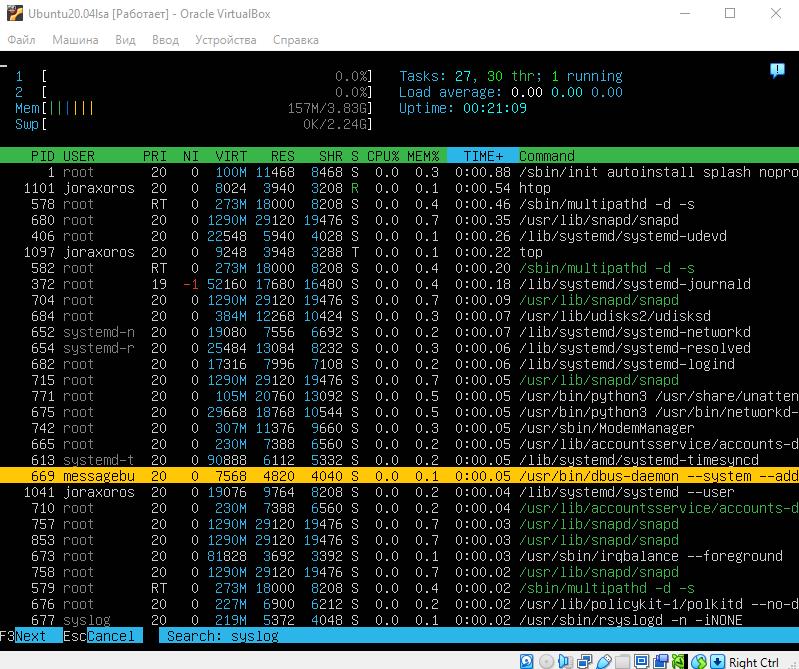 Ubuntu20.04lsa [Работает] - Oracle VirtualBox
Файл Машина Вид Ввод Устройства Справка
1 [ 0.0%] Tasks: 27, 30 thr; 1 running
2 [ 0.0%] Load average: 0.00 0.00 0.00
Mem[|||||| 157M/3.83G] Uptime: 00:21:09
Swp[ 0K/2.24G]
PID USER PRI NI VIRT RES SHR S CPU% MEM% TIME+ Command
1 root 20 0 100M 11468 8468 S 0.0 0.3 0:00.88 /sbin/init autoinstall splash nopro
1101 joraxoros 20 0 8024 3940 3208 R 0.0 0.1 0:00.54 htop
578 root RT 0 273M 18000 8208 S 0.0 0.4 0:00.46 /sbin/multipathd -d -s
680 root 20 0 1290M 29120 19476 S 0.0 0.7 0:00.35 /usr/lib/snapd/snapd
406 root 20 0 22548 5940 4028 S 0.0 0.1 0:00.26 /lib/systemd/systemd-udevd
1097 joraxoros 20 0 9248 3948 3288 T 0.0 0.1 0:00.22 top
582 root RT 0 273M 18000 8208 S 0.0 0.4 0:00.20 /sbin/multipathd -d -s
372 root 19 -1 52160 17680 16480 S 0.0 0.4 0:00.18 /lib/systemd/systemd-journald
704 root 20 0 1290M 29120 19476 S 0.0 0.7 0:00.09 /usr/lib/snapd/snapd
684 root 20 0 384M 12268 10424 S 0.0 0.3 0:00.07 /usr/lib/udisks2/udisksd
652 systemd-n 20 0 19080 7556 6692 S 0.0 0.2 0:00.07 /lib/systemd/systemd-networkd
654 systemd-r 20 0 25484 13084 8232 S 0.0 0.3 0:00.06 /lib/systemd/systemd-resolved
682 root 20 0 17316 7996 7108 S 0.0 0.2 0:00.06 /lib/systemd/systemd-logind
715 root 20 0 1290M 29120 19476 S 0.0 0.7 0:00.05 /usr/lib/snapd/snapd
771 root 20 0 105M 20760 13092 S 0.0 0.5 0:00.05 /usr/bin/python3 /usr/share/unatten
675 root 20 0 29668 18768 10544 S 0.0 0.5 0:00.05 /usr/bin/python3 /usr/bin/networkd-
742 root 20 0 307M 11376 9660 S 0.0 0.3 0:00.05 /usr/sbin/ModemManager
665 root 20 0 230M 7388 6560 S 0.0 0.2 0:00.05 /usr/lib/accountsservice/accounts-d
613 systemd-t 20 0 90888 6112 5332 S 0.0 0.2 0:00.05 /lib/systemd/systemd-timesyncd
669 messagebu 20 0 7568 4820 4040 S 0.0 0.1 0:00.05 /usr/bin/dbus-daemon --system --add
1041 joraxoros 20 0 19076 9764 8208 S 0.0 0.2 0:00.04 /lib/systemd/systemd --user
710 root 20 0 230M 7388 6560 S 0.0 0.2 0:00.04 /usr/lib/accountsservice/accounts-d
757 root 20 0 1290M 29120 19476 S 0.0 0.7 0:00.03 /usr/lib/snapd/snapd
853 root 20 0 1290M 29120 19476 S 0.0 0.7 0:00.03 /usr/lib/snapd/snapd
673 root 20 0 81828 3692 3392 S 0.0 0.1 0:00.03 /usr/sbin/irqbalance --foreground
758 root 20 0 1290M 29120 19476 S 0.0 0.7 0:00.02 /usr/lib/snapd/snapd
579 root RT 0 273M 18000 8208 S 0.0 0.4 0:00.02 /sbin/multipathd -d -s
676 root 20 0 227M 6900 6212 S 0.0 0.2 0:00.02 /usr/lib/policykit-1/polkitd --no-d
677 syslog 20 0 219M 5372 4048 S 0.0 0.1 0:00.02 /usr/sbin/rsyslogd -n -iNONE
F3Next EscCancel Search: syslog
Right Ctrl